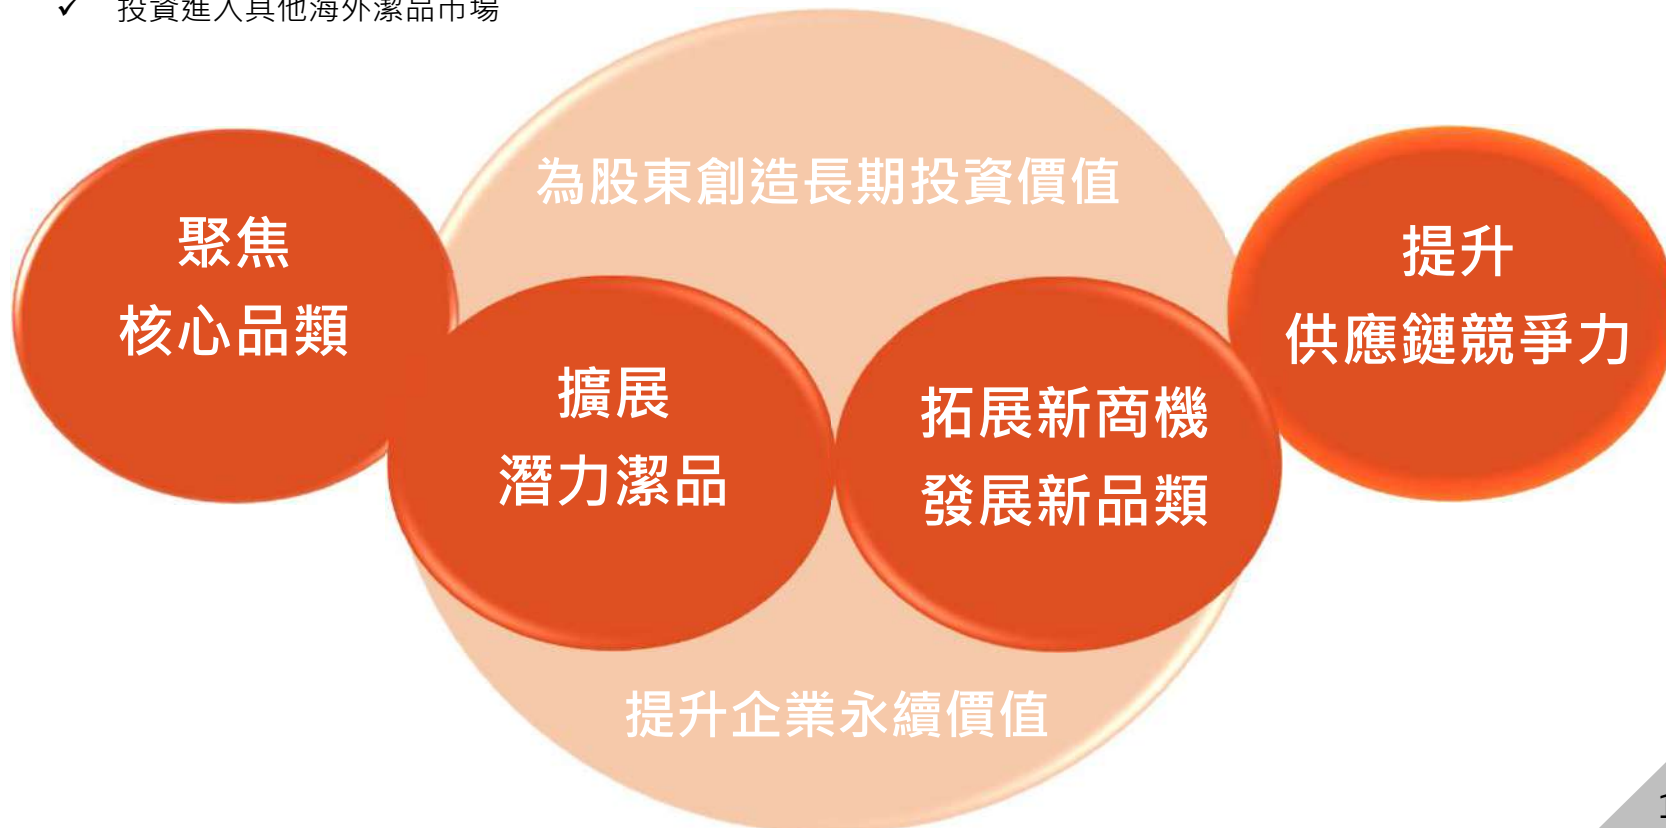 ✓ 投資進入其他海外潔品市場
為股東創造長期投資價值
聚焦
核心品類
擴展
潛力潔品
拓展新商機
發展新品類
提升
供應鏈競爭力
提升企業永續價值